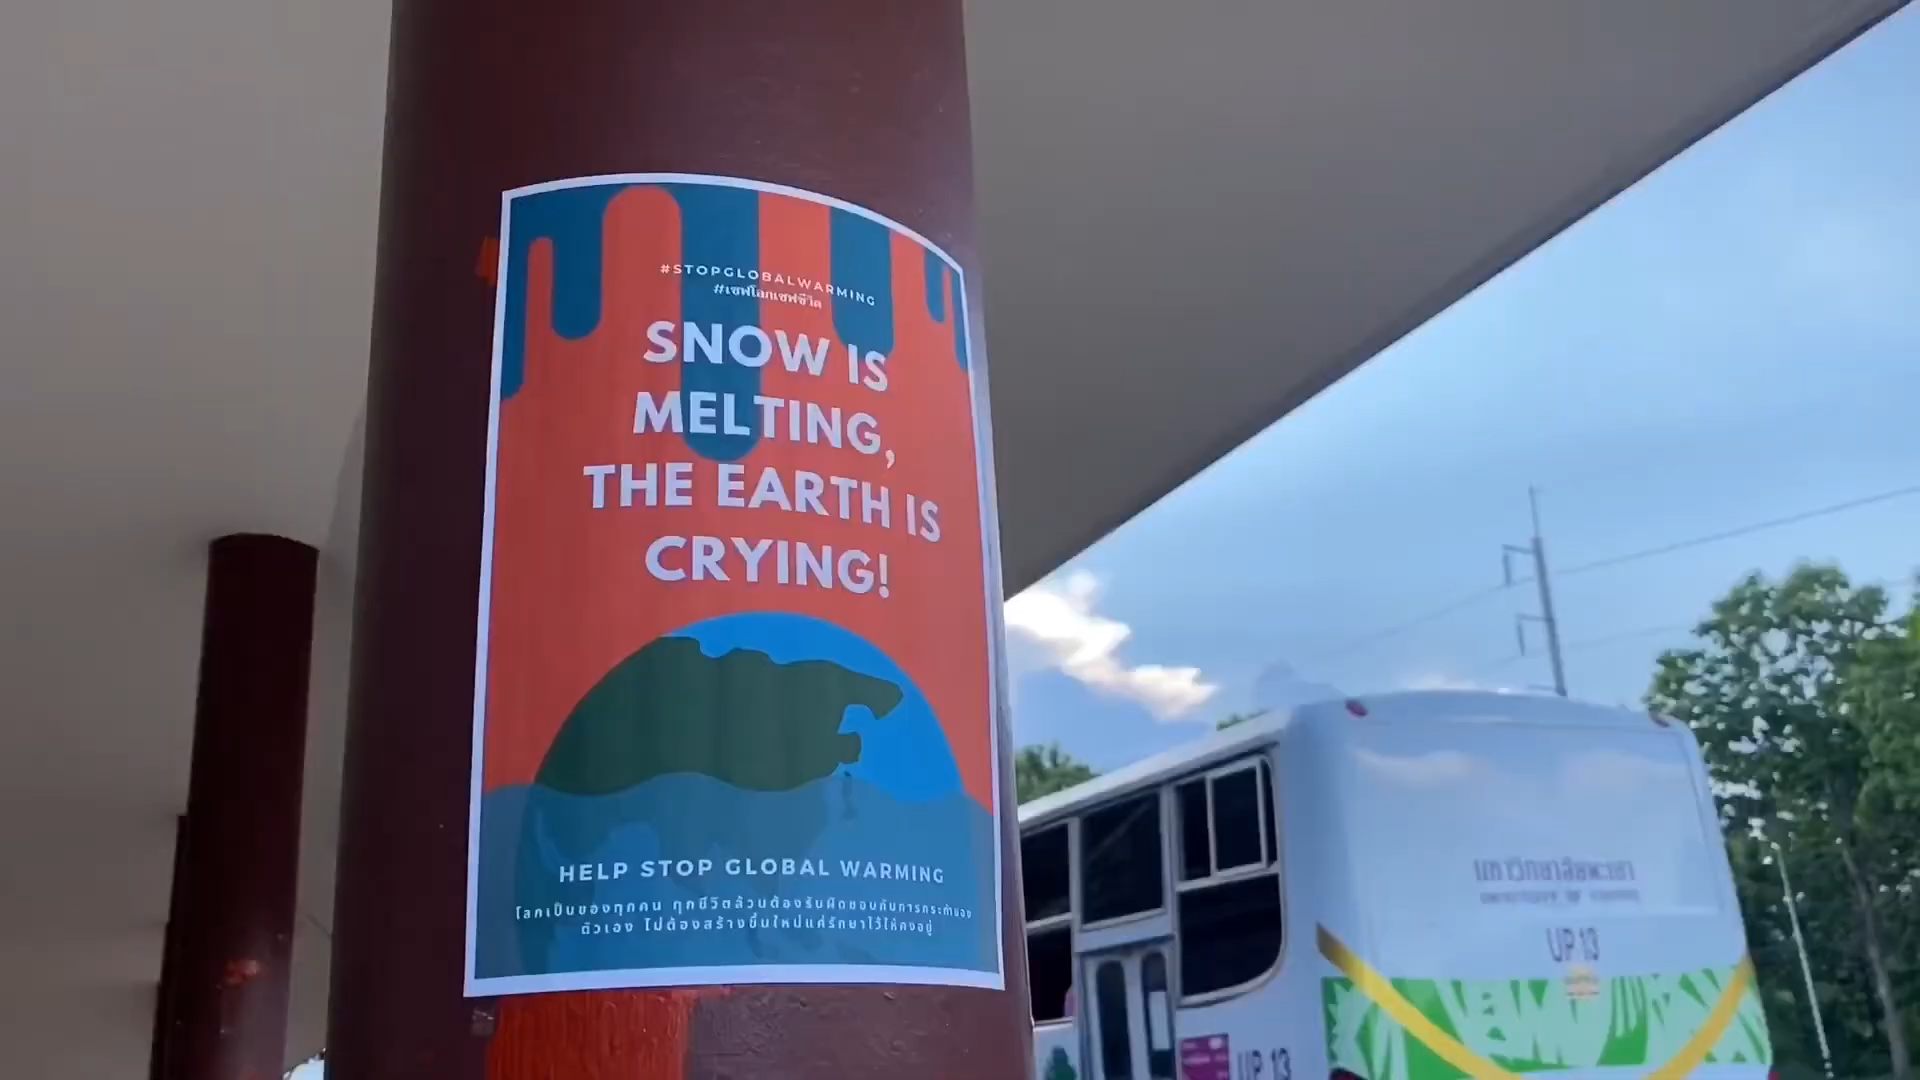 #STOPGLOBALWARMING
#เซฟโลกเซฟชีวิต
SNOW IS
MELTING,
THE EARTH IS
CRYING!
HELP STOP GLOBAL WARMING
โลกเป็นของทุกคน ทุกชีวิตล้วนต้องรับผิดชอบกับการกระทำของ
ตัวเอง ไม่ต้องสร้างขึ้นใหม่แค่รักษาไว้ให้คงอยู่
มหาวิทยาลัยพะเยา
UNIVERSITY OF PHAYAO
UP 13
UP 13